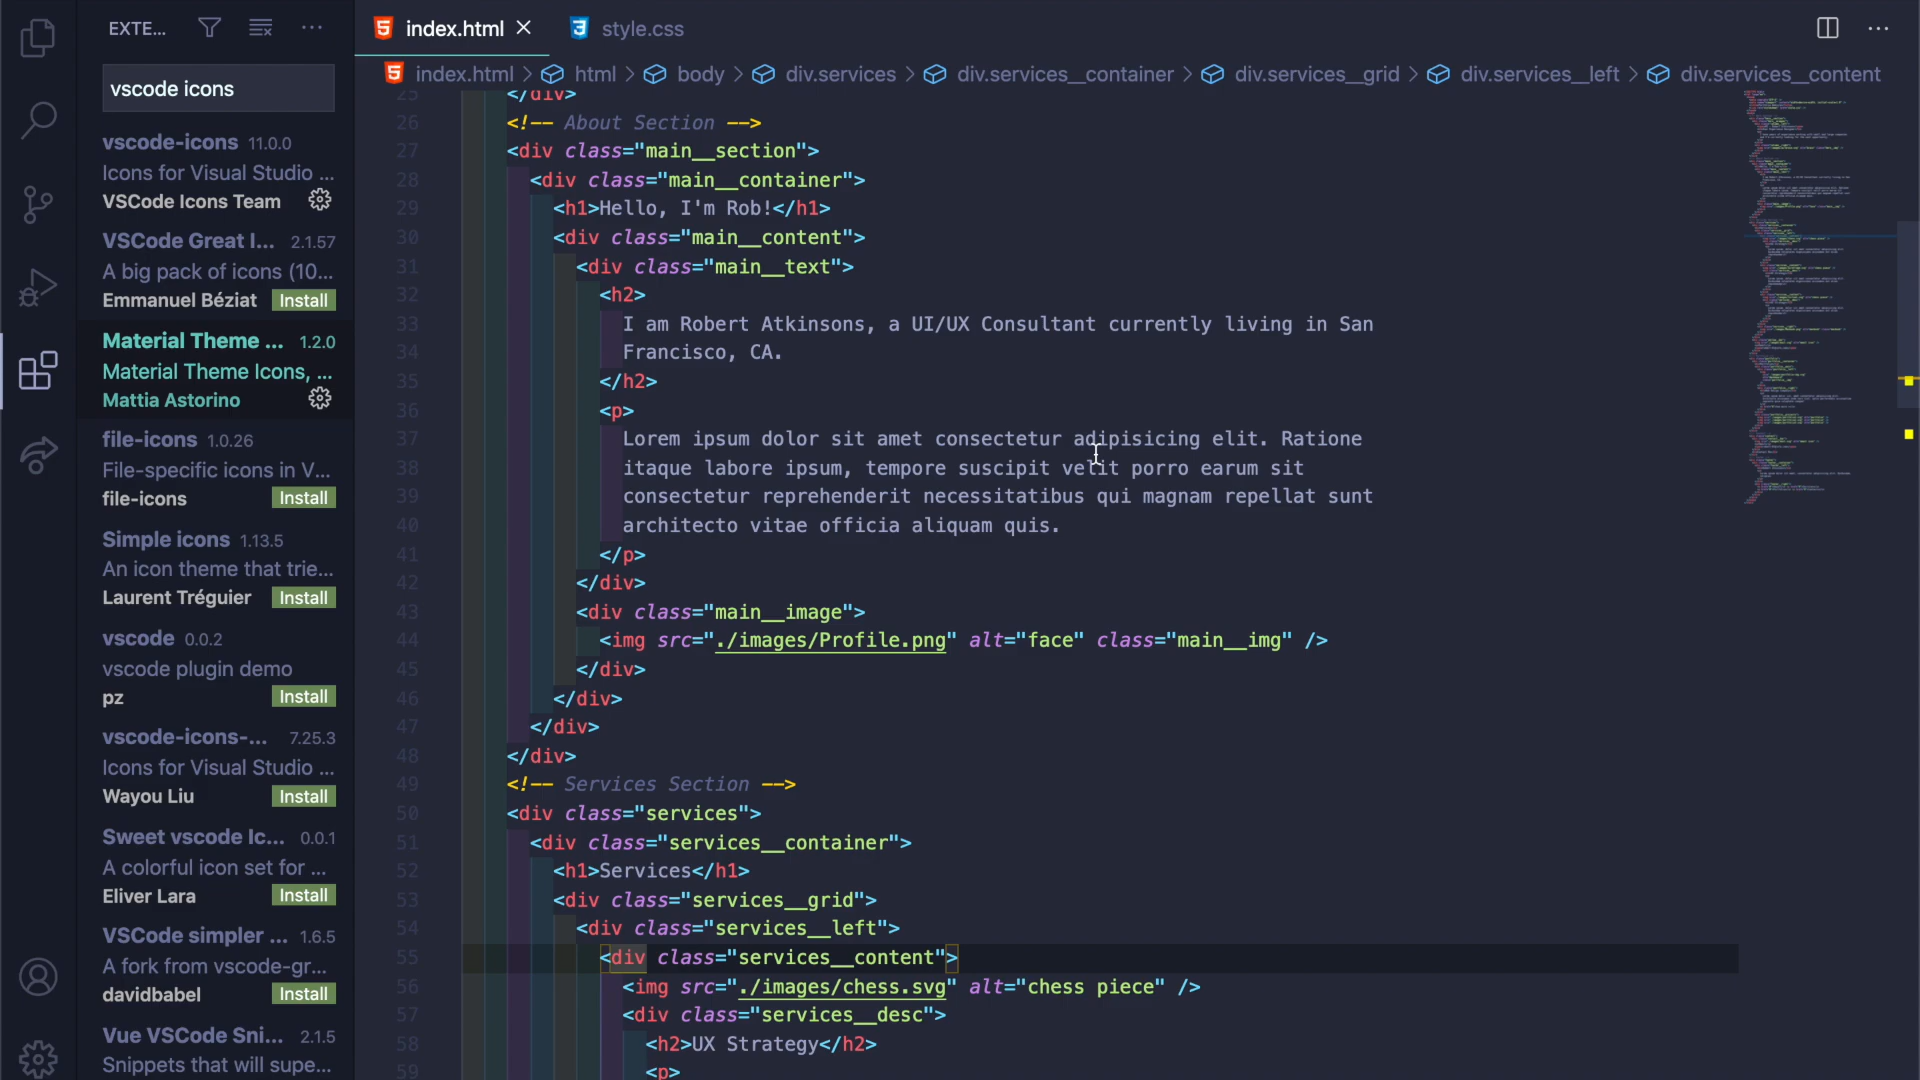 EXTE...
vscode icons
vscode-icons 11.0.0
Icons for Visual Studio ...
VSCode Icons Team
VSCode Great I... 2.1.57
A big pack of icons (10...
Emmanuel Béziat Install
Material Theme ... 1.2.0
Material Theme Icons, ...
Mattia Astorino
file-icons 1.0.26
File-specific icons in V...
file-icons Install
Simple icons 1.13.5
An icon theme that trie...
Laurent Tréguier Install
vscode 0.0.2
vscode plugin demo
pz Install
vscode-icons-... 7.25.3
Icons for Visual Studio ...
Wayou Liu Install
Sweet vscode Ic... 0.0.1
A colorful icon set for ...
Eliver Lara Install
VSCode simpler ... 1.6.5
A fork from vscode-gr...
davidbabel Install
Vue VSCode Sni... 2.1.5
Snippets that will supe...
index.html style.css
index.html > html > body > div.services > div.services__container > div.services__grid > div.services__left > div.services__content
25 </div>
26 <!-- About Section -->
27 <div class="main__section">
28 <div class="main__container">
29 <h1>Hello, I'm Rob!</h1>
30 <div class="main__content">
31 <div class="main__text">
32 <h2>
33 I am Robert Atkinsons, a UI/UX Consultant currently living in San
34 Francisco, CA.
35 </h2>
36 <p>
37 Lorem ipsum dolor sit amet consectetur adipisicing elit. Ratione
38 itaque labore ipsum, tempore suscipit velit porro earum sit
39 consectetur reprehenderit necessitatibus qui magnam repellat sunt
40 architecto vitae officia aliquam quis.
41 </p>
42 </div>
43 <div class="main__image">
44 <img src="./images/Profile.png" alt="face" class="main__img" />
45 </div>
46 </div>
47 </div>
48 </div>
49 <!-- Services Section -->
50 <div class="services">
51 <div class="services__container">
52 <h1>Services</h1>
53 <div class="services__grid">
54 <div class="services__left">
55 <div class="services__content">
56 <img src="./images/chess.svg" alt="chess piece" />
57 <div class="services__desc">
58 <h2>UX Strategy</h2>
59 <p>